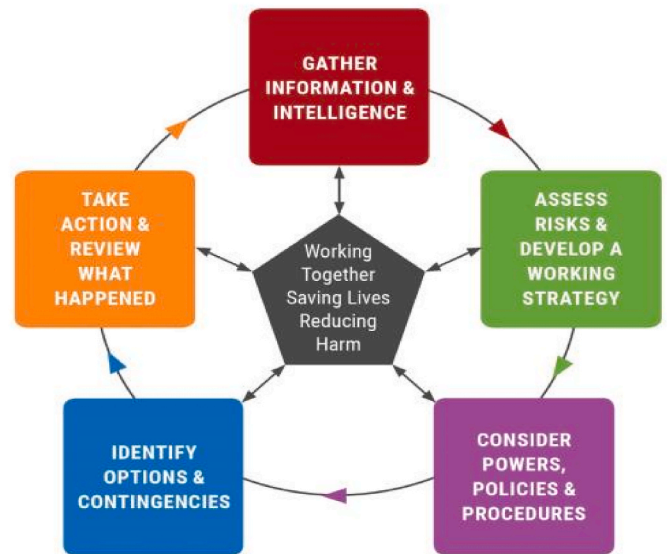 GATHER
INFORMATION &
INTELLIGENCE
ASSESS
RISKS &
DEVELOP A
WORKING
STRATEGY
CONSIDER
POWERS,
POLICIES &
PROCEDURES
IDENTIFY
OPTIONS &
CONTINGENCIES
TAKE
ACTION &
REVIEW
WHAT
HAPPENED
Working
Together
Saving Lives
Reducing
Harm